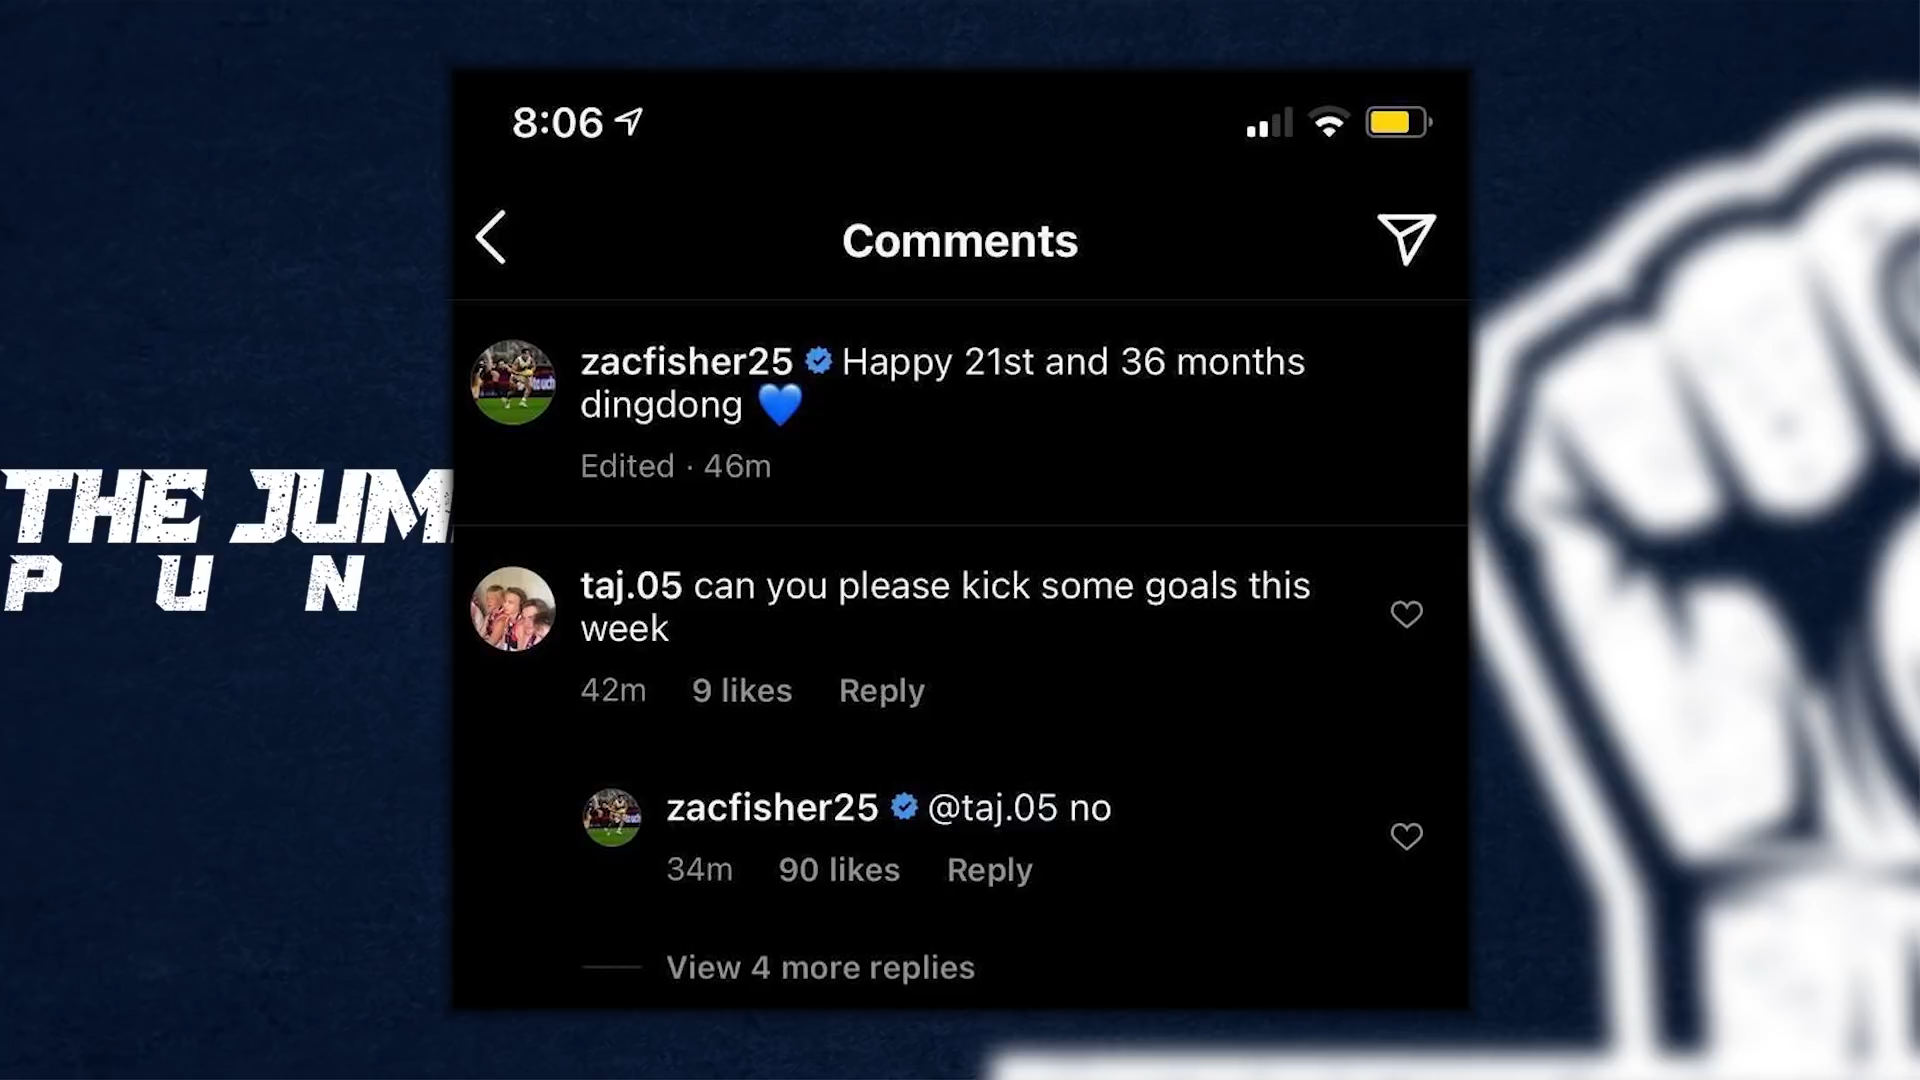 8:06
Comments
zacfisher25 Happy 21st and 36 months
dingdong 💙
Edited · 46m
THE JUM
PUN
taj.05 can you please kick some goals this
week
42m 9 likes Reply
zacfisher25 @taj.05 no
34m 90 likes Reply
View 4 more replies